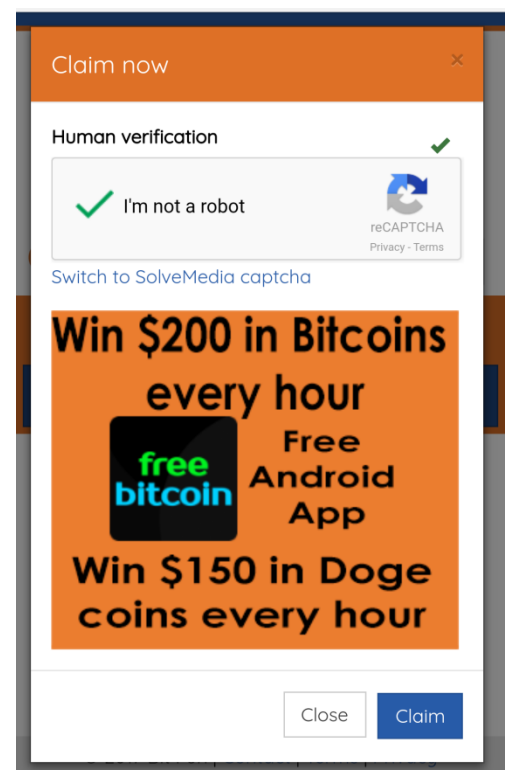 Claim now
×
Human verification
I'm not a robot
reCAPTCHA
Privacy - Terms
Switch to SolveMedia captcha
Win $200 in Bitcoins
every hour
free
bitcoin
Free
Android
App
Win $150 in Doge
coins every hour
Close
Claim